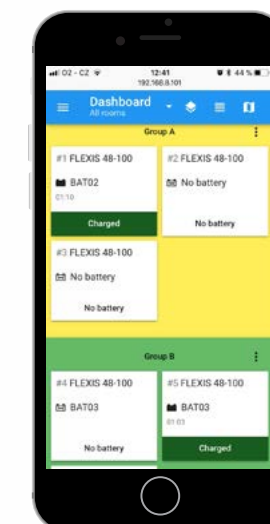 02 - CZ 12:41 44 %
192.168.8.101
Dashboard
All rooms
Group A
#1 FLEXIS 48-100 #2 FLEXIS 48-100
BAT02 No battery
01:10
Charged No battery
#3 FLEXIS 48-100
No battery
No battery
Group B
#4 FLEXIS 48-100 #5 FLEXIS 48-100
BAT03 BAT03
01:03
No battery Charged